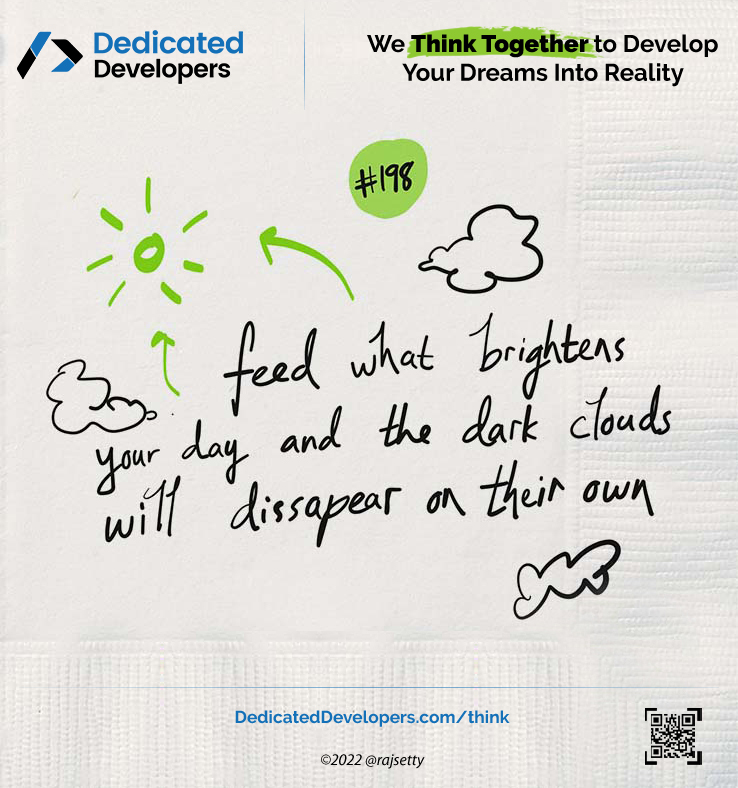 Dedicated
Developers
We Think Together to Develop
Your Dreams Into Reality
#198
feed what brightens
your day and the dark clouds
will dissapear on their own
DedicatedDevelopers.com/think
©2022 @rajsetty